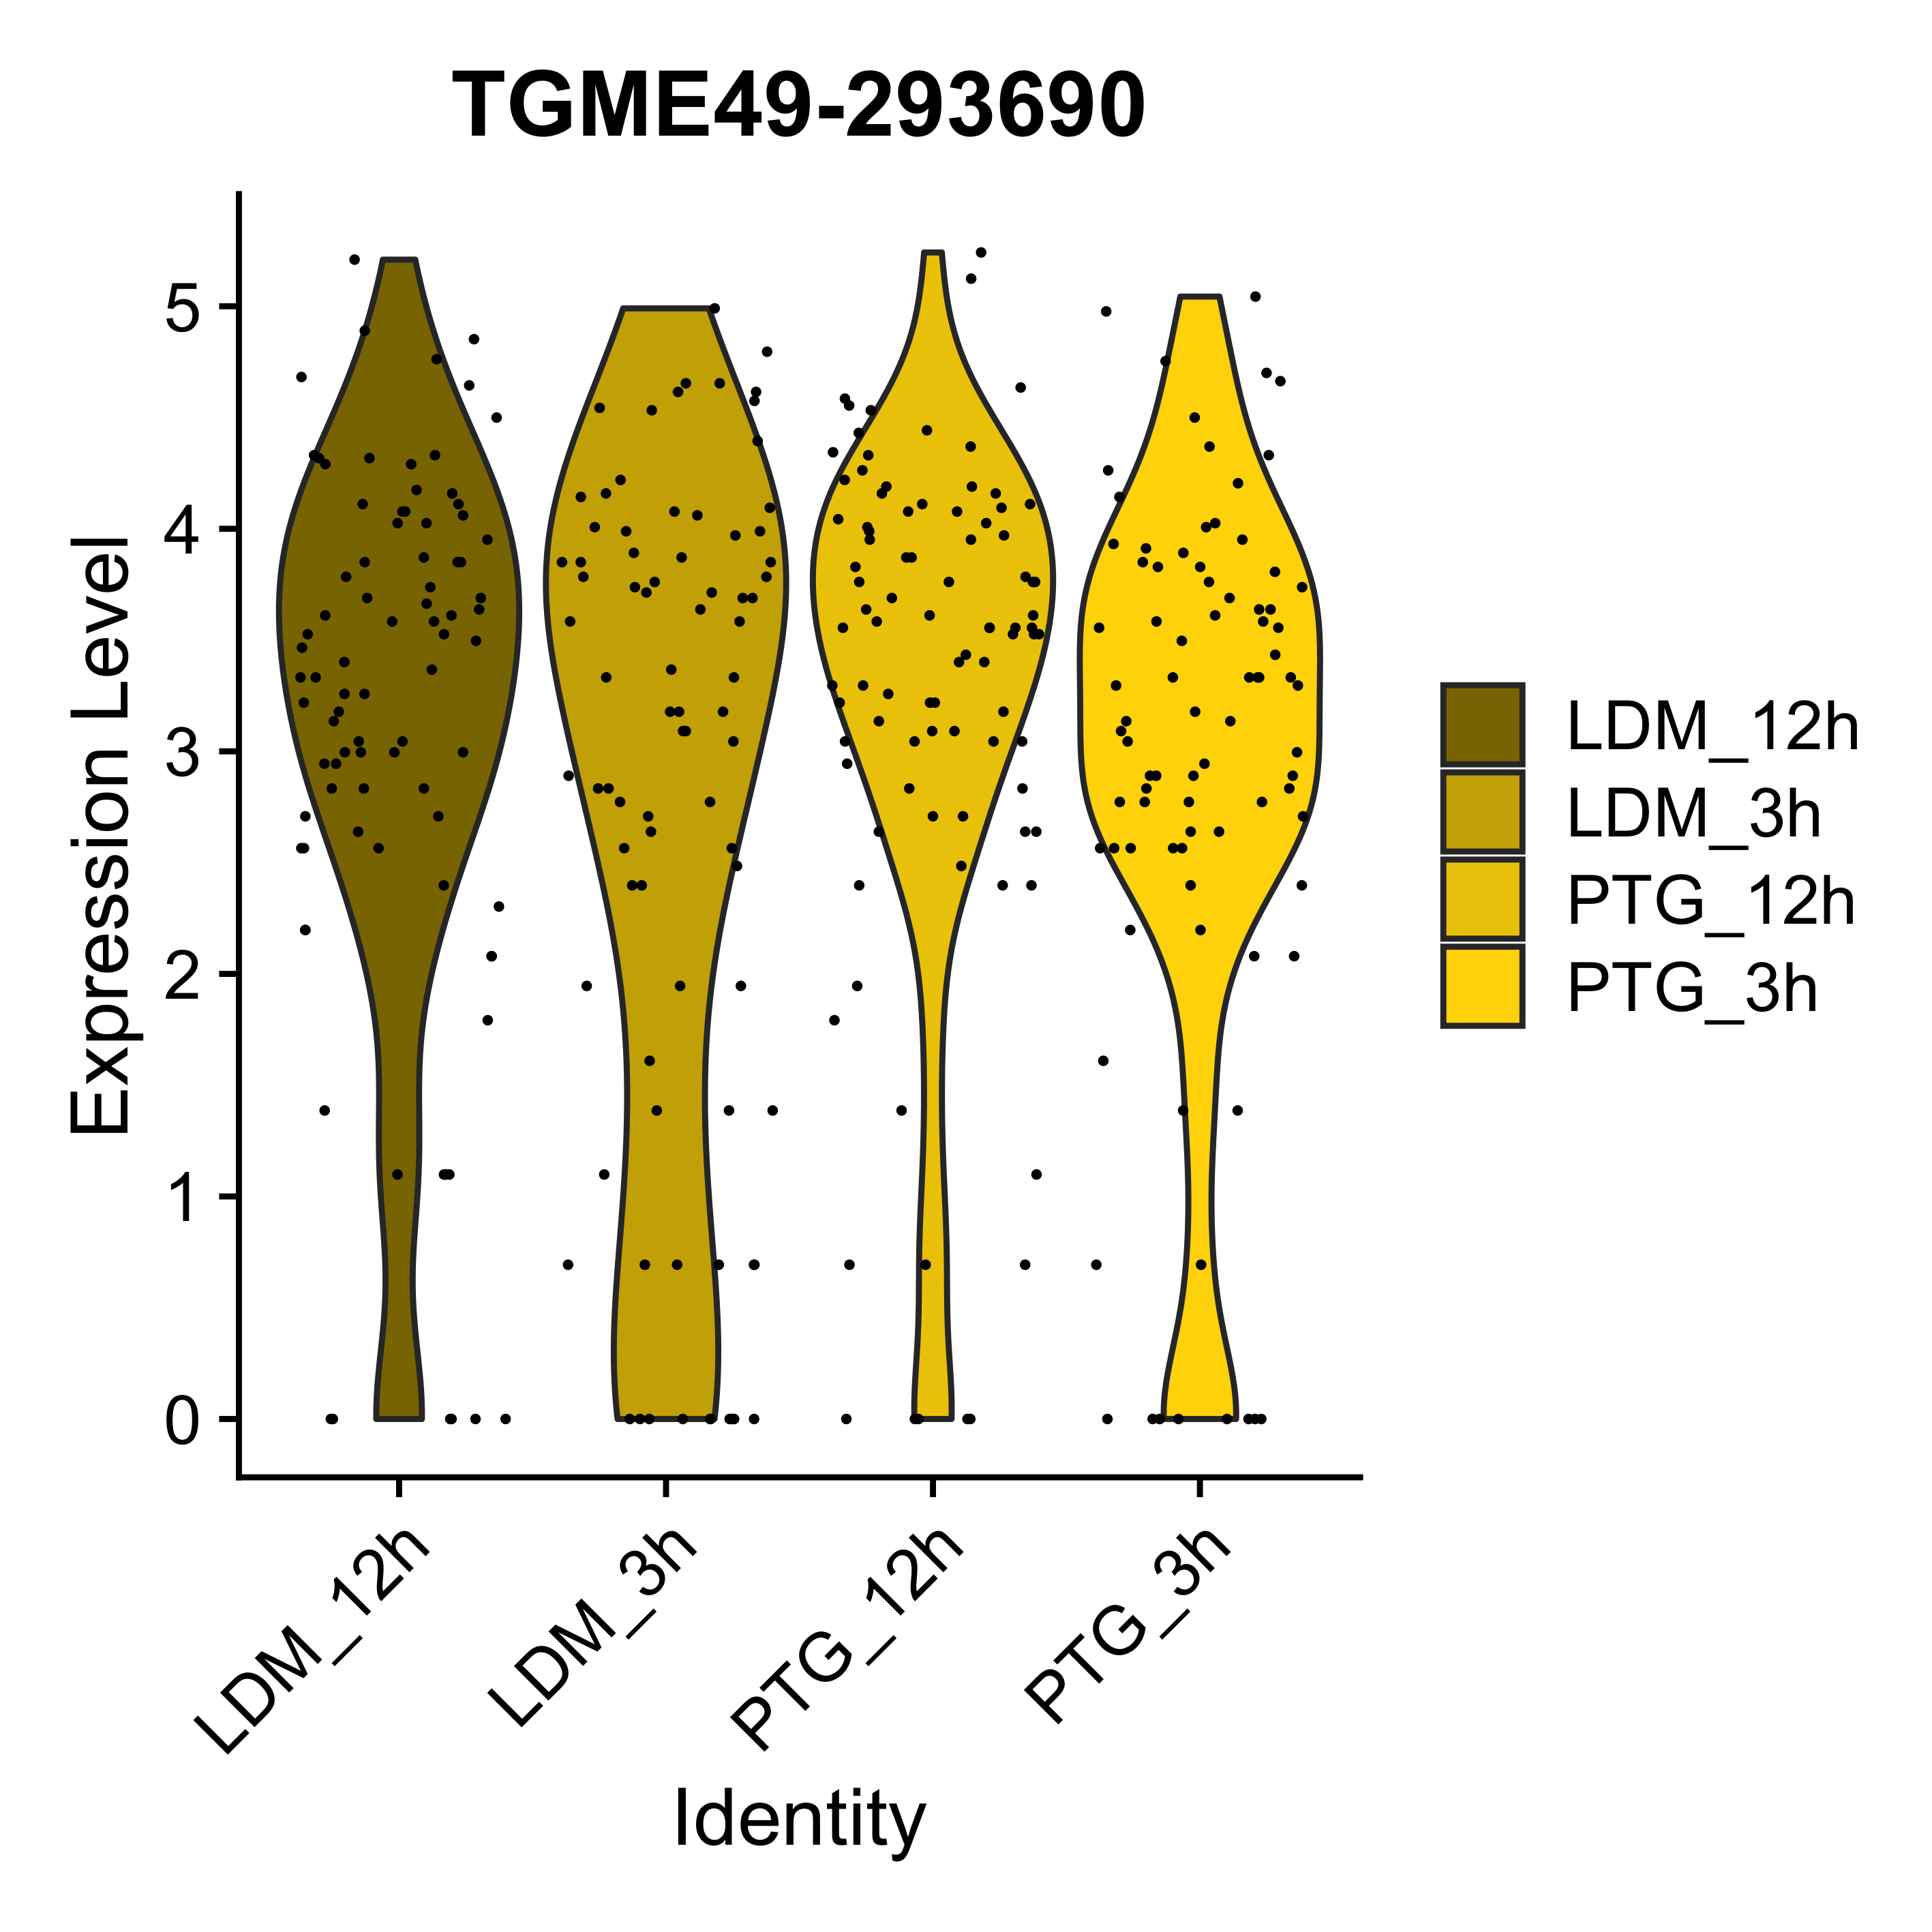 TGME49-293690
Expression Level
5
4
3
2
1
0
LDM_12h
LDM_3h
PTG_12h
PTG_3h
Identity
LDM_12h
LDM_3h
PTG_12h
PTG_3h